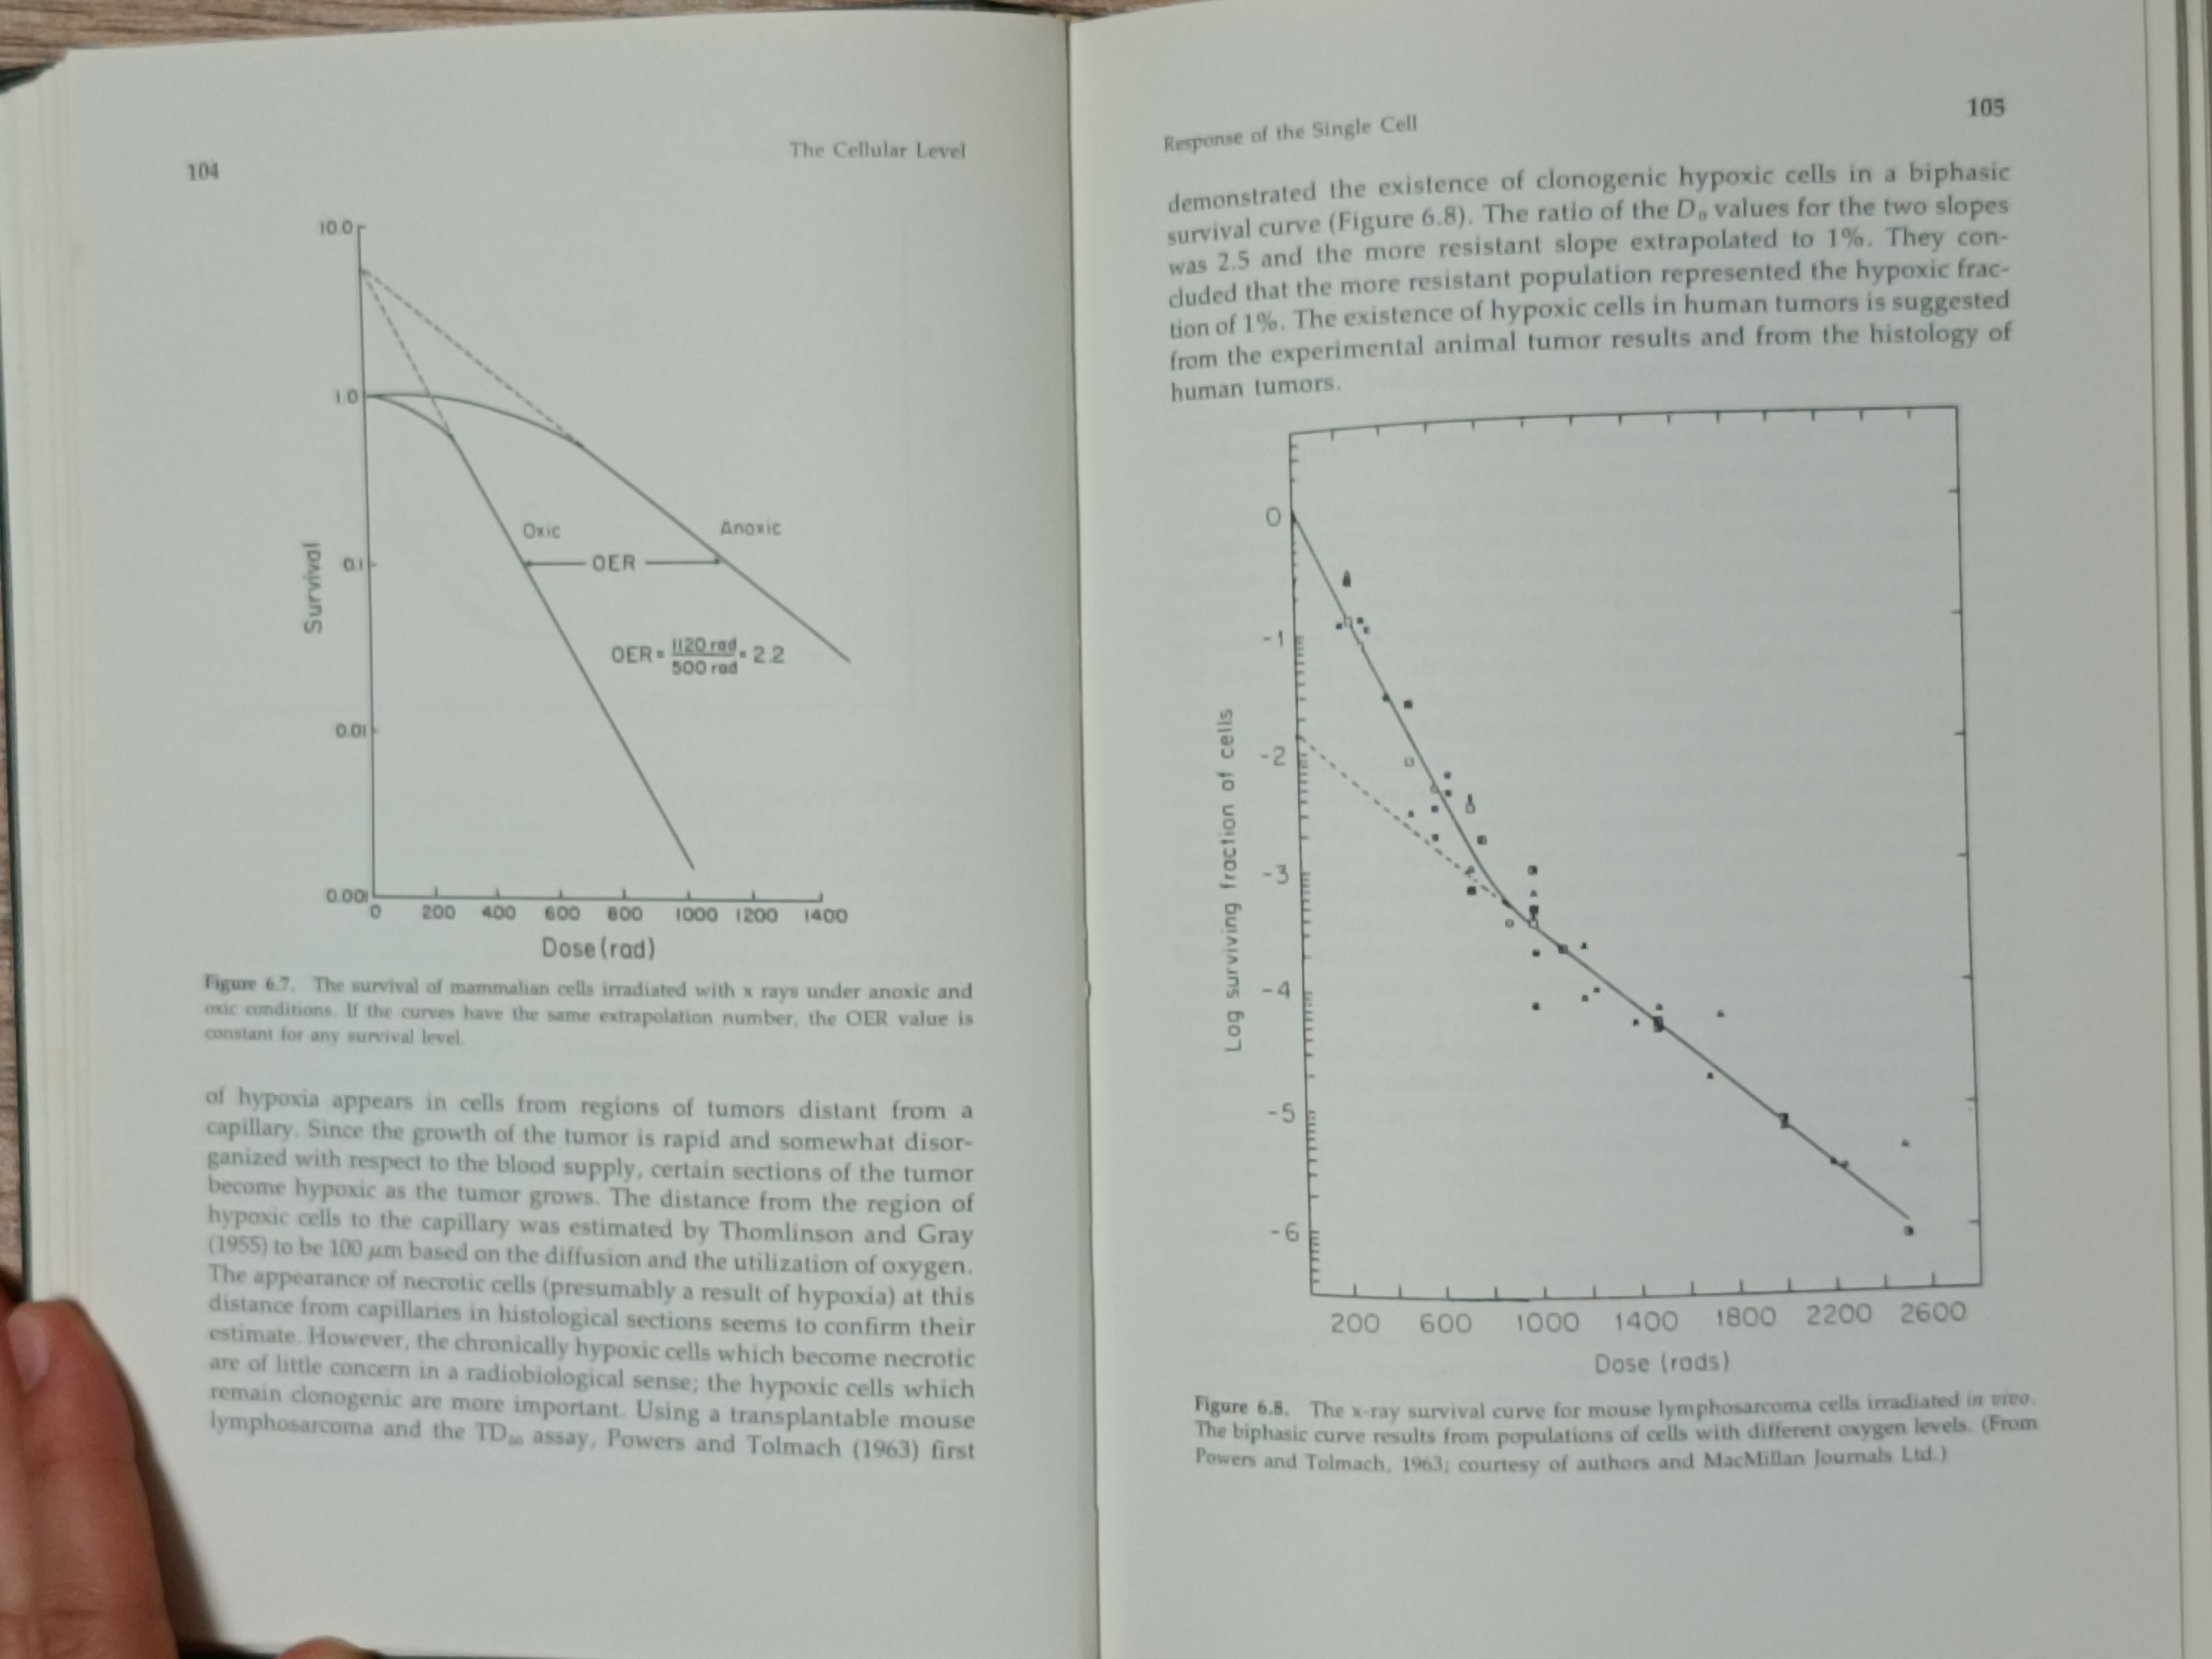 104
The Cellular Level
10.0
1.0
0.1
0.01
0.001
Survival
Oxic
Anoxic
OER
OER = 1120 rad / 500 rad = 2.2
0 200 400 600 800 1000 1200 1400
Dose (rad)
Figure 6.7. The survival of mammalian cells irradiated with x rays under anoxic and
oxic conditions. If the curves have the same extrapolation number, the OER value is
constant for any survival level.
of hypoxia appears in cells from regions of tumors distant from a
capillary. Since the growth of the tumor is rapid and somewhat disor-
ganized with respect to the blood supply, certain sections of the tumor
become hypoxic as the tumor grows. The distance from the region of
hypoxic cells to the capillary was estimated by Thomlinson and Gray
(1955) to be 100 μm based on the diffusion and the utilization of oxygen.
The appearance of necrotic cells (presumably a result of hypoxia) at this
distance from capillaries in histological sections seems to confirm their
estimate. However, the chronically hypoxic cells which become necrotic
are of little concern in a radiobiological sense; the hypoxic cells which
remain clonogenic are more important. Using a transplantable mouse
lymphosarcoma and the TD₅₀ assay, Powers and Tolmach (1963) first
Response of the Single Cell
105
demonstrated the existence of clonogenic hypoxic cells in a biphasic
survival curve (Figure 6.8). The ratio of the D₀ values for the two slopes
was 2.5 and the more resistant slope extrapolated to 1%. They con-
cluded that the more resistant population represented the hypoxic frac-
tion of 1%. The existence of hypoxic cells in human tumors is suggested
from the experimental animal tumor results and from the histology of
human tumors.
0
-1
-2
-3
-4
-5
-6
Log surviving fraction of cells
200 600 1000 1400 1800 2200 2600
Dose (rads)
Figure 6.8. The x-ray survival curve for mouse lymphosarcoma cells irradiated in vivo.
The biphasic curve results from populations of cells with different oxygen levels. (From
Powers and Tolmach, 1963; courtesy of authors and MacMillan Journals Ltd.)